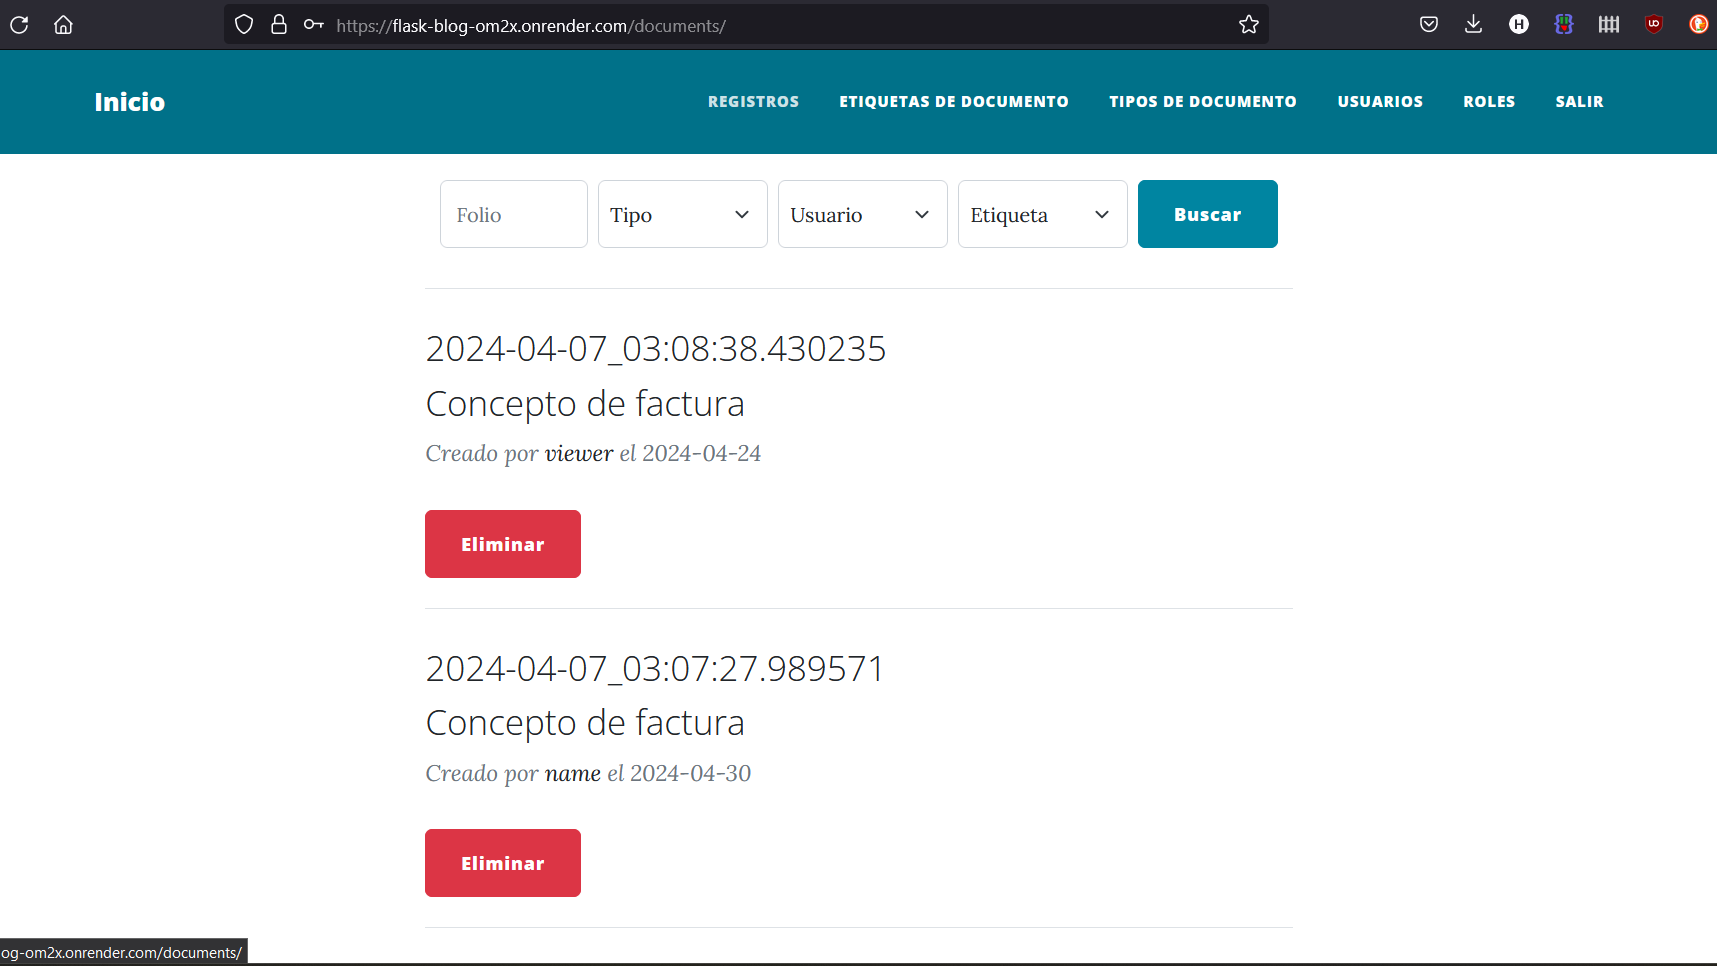 https://flask-blog-om2x.onrender.com/documents/
Inicio
REGISTROS
ETIQUETAS DE DOCUMENTO
TIPOS DE DOCUMENTO
USUARIOS
ROLES
SALIR
Folio
Tipo
Usuario
Etiqueta
Buscar
2024-04-07_03:08:38.430235
Concepto de factura
Creado por viewer el 2024-04-24
Eliminar
2024-04-07_03:07:27.989571
Concepto de factura
Creado por name el 2024-04-30
Eliminar
og-om2x.onrender.com/documents/